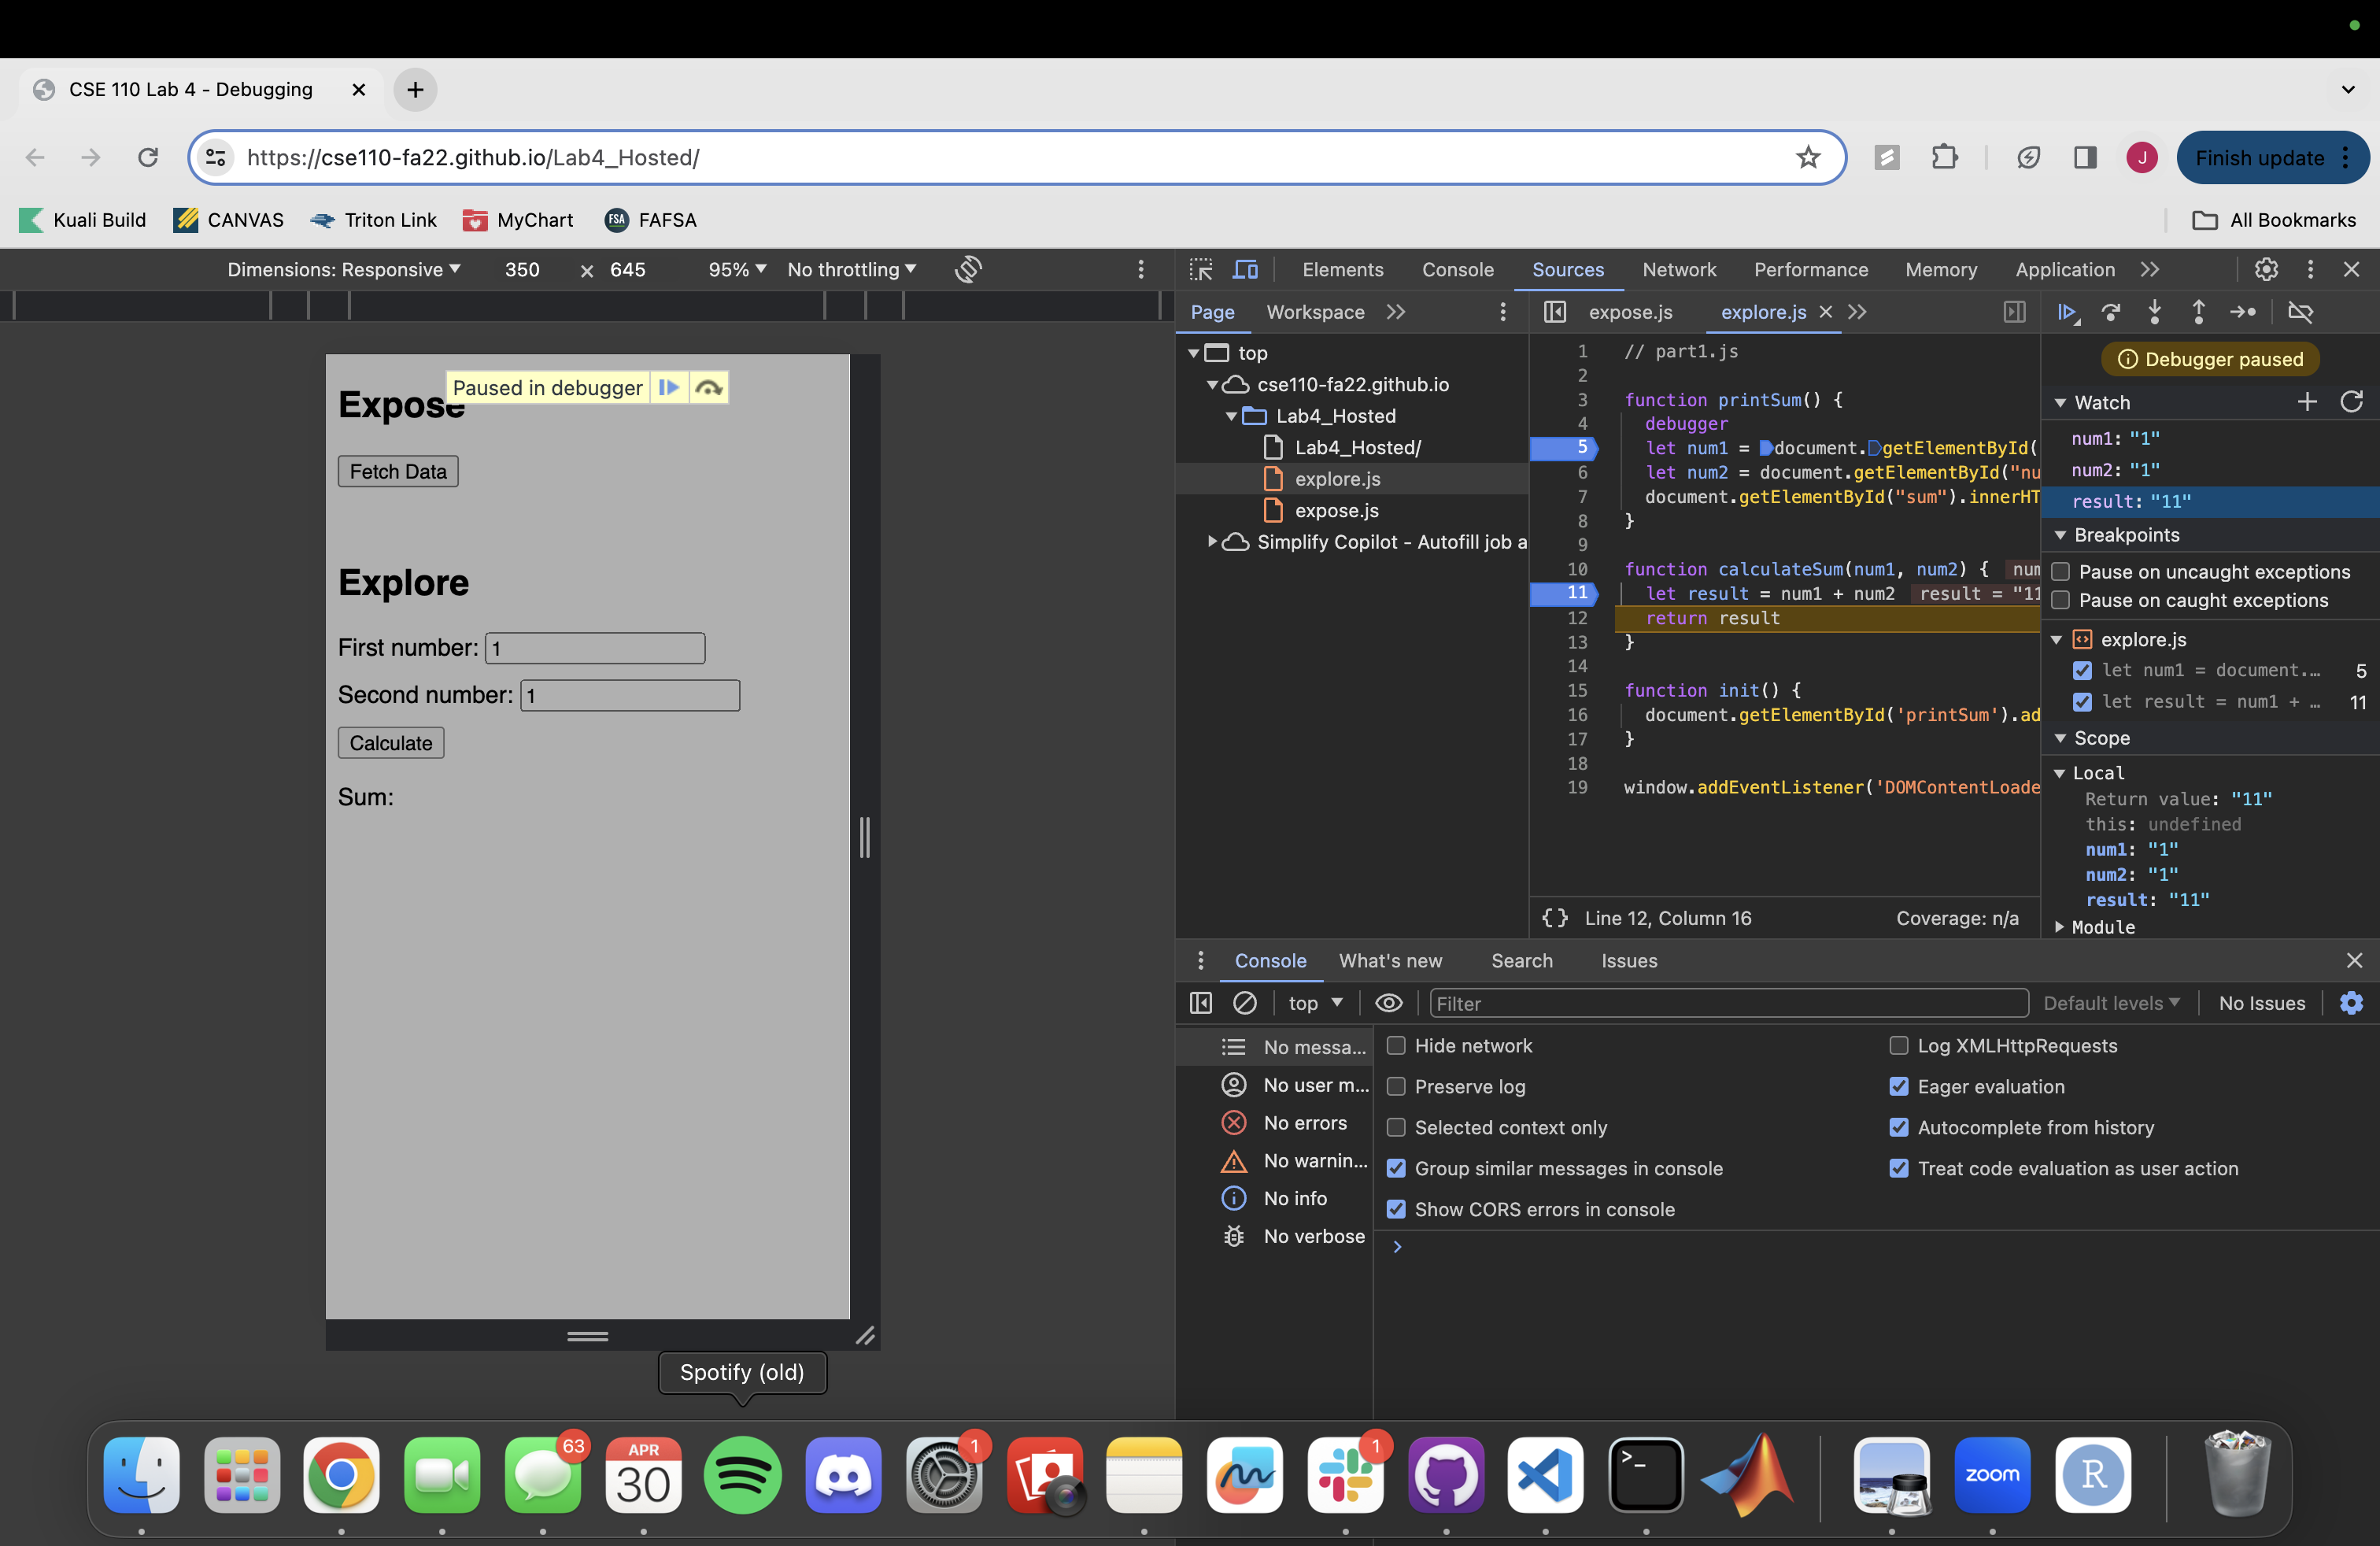 CSE 110 Lab 4 - Debugging
https://cse110-fa22.github.io/Lab4_Hosted/
J
Finish update
Kuali Build
CANVAS
Triton Link
MyChart
FSA
FAFSA
All Bookmarks
Dimensions: Responsive
350
x
645
95%
No throttling
Elements
Console
Sources
Network
Performance
Memory
Application
Paused in debugger
Expose
Fetch Data
Explore
First number: 1
Second number: 1
Calculate
Sum:
Page
Workspace
top
cse110-fa22.github.io
Lab4_Hosted
Lab4_Hosted/
explore.js
expose.js
Simplify Copilot - Autofill job a
expose.js
explore.js
1 // part1.js
2
3 function printSum() {
4 debugger
5 let num1 = document.getElementById(
6 let num2 = document.getElementById("nu
7 document.getElementById("sum").innerHT
8 }
9
10 function calculateSum(num1, num2) { num
11 let result = num1 + num2 result = "11
12 return result
13 }
14
15 function init() {
16 document.getElementById('printSum').ad
17 }
18
19 window.addEventListener('DOMContentLoade
{} Line 12, Column 16
Coverage: n/a
Debugger paused
Watch
num1: "1"
num2: "1"
result: "11"
Breakpoints
Pause on uncaught exceptions
Pause on caught exceptions
explore.js
let num1 = document.… 5
let result = num1 + … 11
Scope
Local
Return value: "11"
this: undefined
num1: "1"
num2: "1"
result: "11"
Module
Console
What's new
Search
Issues
top
Filter
Default levels
No Issues
No messa...
No user m...
No errors
No warnin...
No info
No verbose
Hide network
Preserve log
Selected context only
Group similar messages in console
Show CORS errors in console
Log XMLHttpRequests
Eager evaluation
Autocomplete from history
Treat code evaluation as user action
Spotify (old)
63
APR
30
1
1
>_
zoom
R